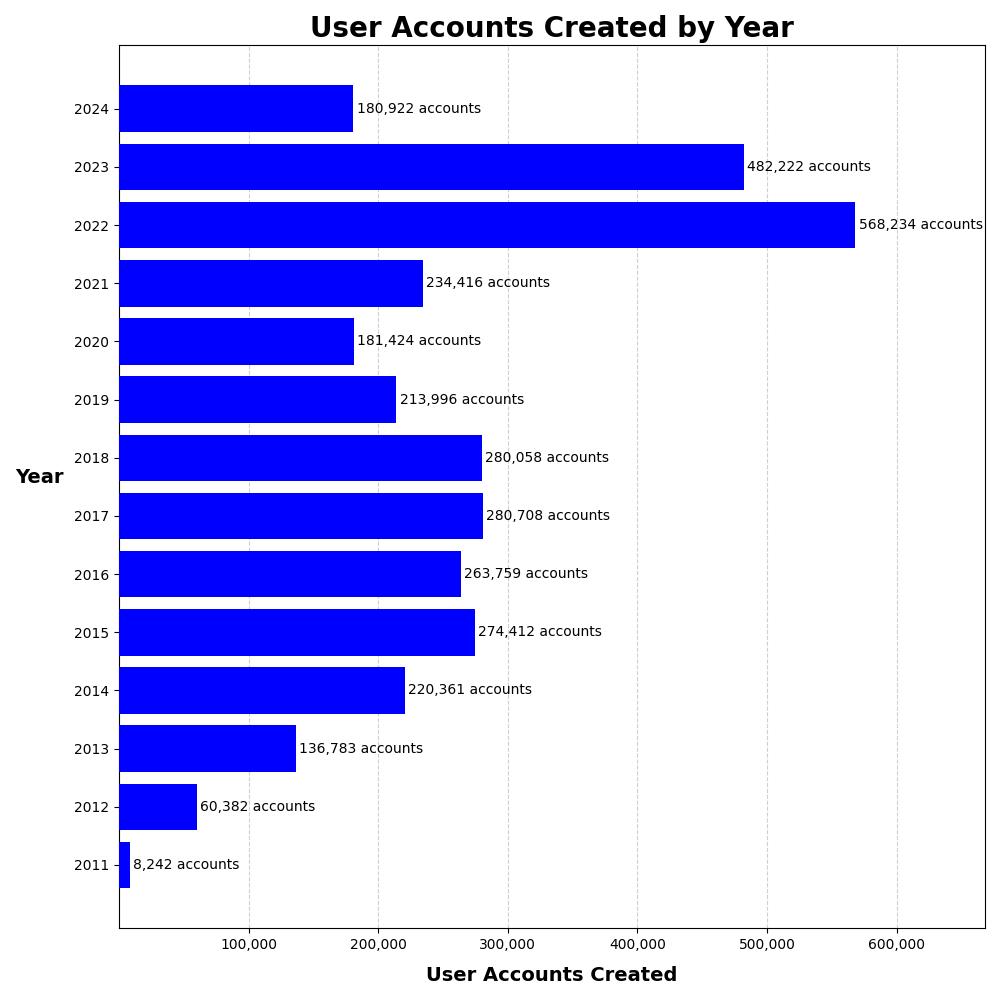 User Accounts Created by Year
2024 180,922 accounts
2023 482,222 accounts
2022 568,234 accounts
2021 234,416 accounts
2020 181,424 accounts
2019 213,996 accounts
2018 280,058 accounts
Year
2017 280,708 accounts
2016 263,759 accounts
2015 274,412 accounts
2014 220,361 accounts
2013 136,783 accounts
2012 60,382 accounts
2011 8,242 accounts
100,000 200,000 300,000 400,000 500,000 600,000
User Accounts Created